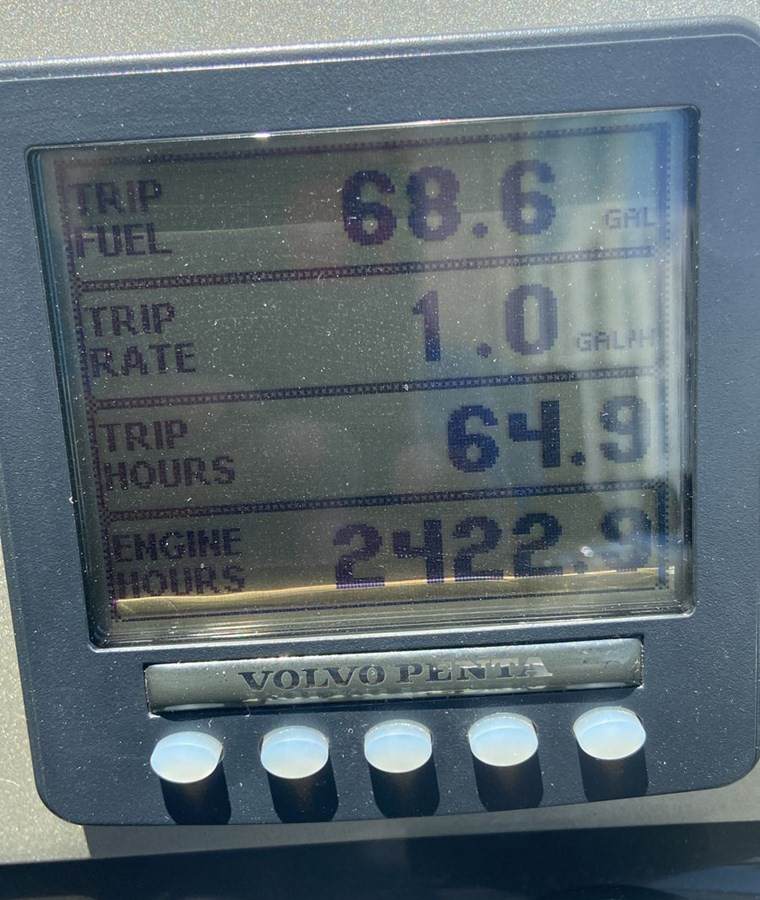 TRIP FUEL 68.6 GAL
TRIP RATE 1.0 GAL/H
TRIP HOURS 64.9
ENGINE HOURS 2422.9
VOLVO PENTA